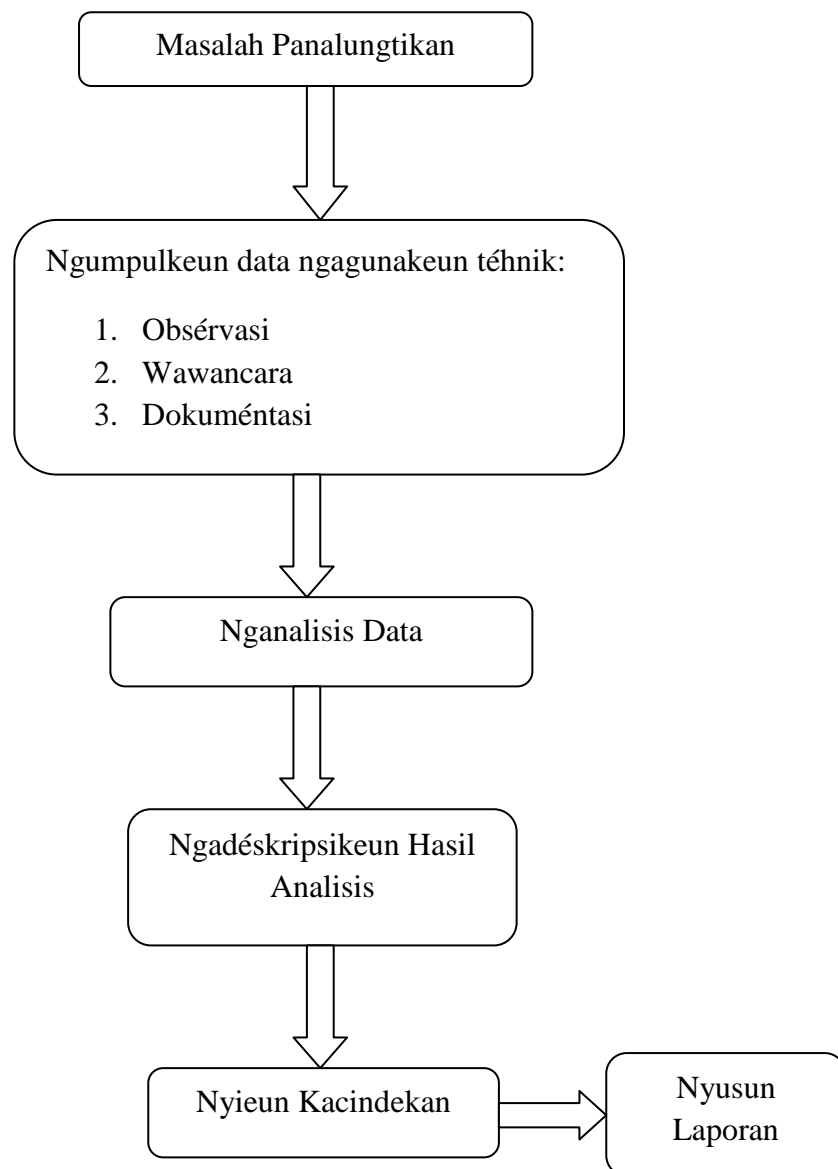 Masalah Panalungtikan
Ngumpulkeun data ngagunakeun téhnik:
1. Obsérvasi
2. Wawancara
3. Dokuméntasi
Nganalisis Data
Ngadéskripsikeun Hasil
Analisis
Nyieun Kacindekan
Nyusun
Laporan